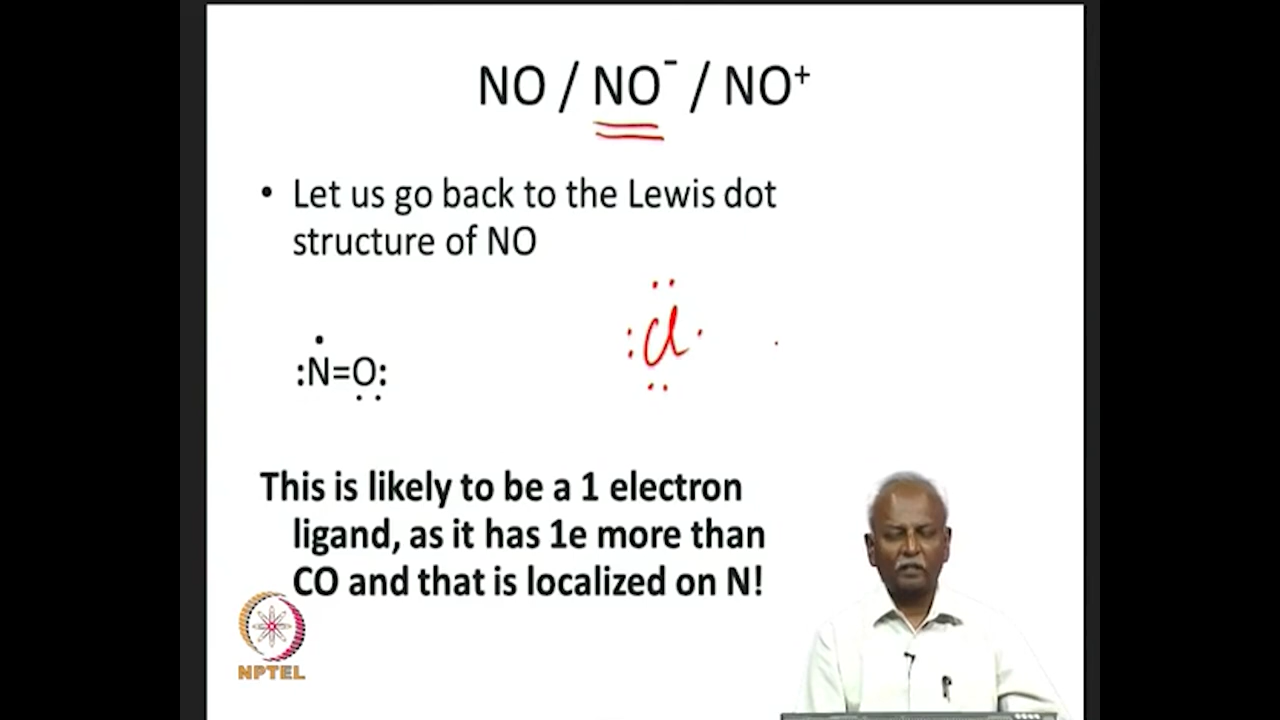 NO / NO⁻ / NO⁺
• Let us go back to the Lewis dot
structure of NO
:N=O:
Cl
This is likely to be a 1 electron
ligand, as it has 1e more than
CO and that is localized on N!
NPTEL